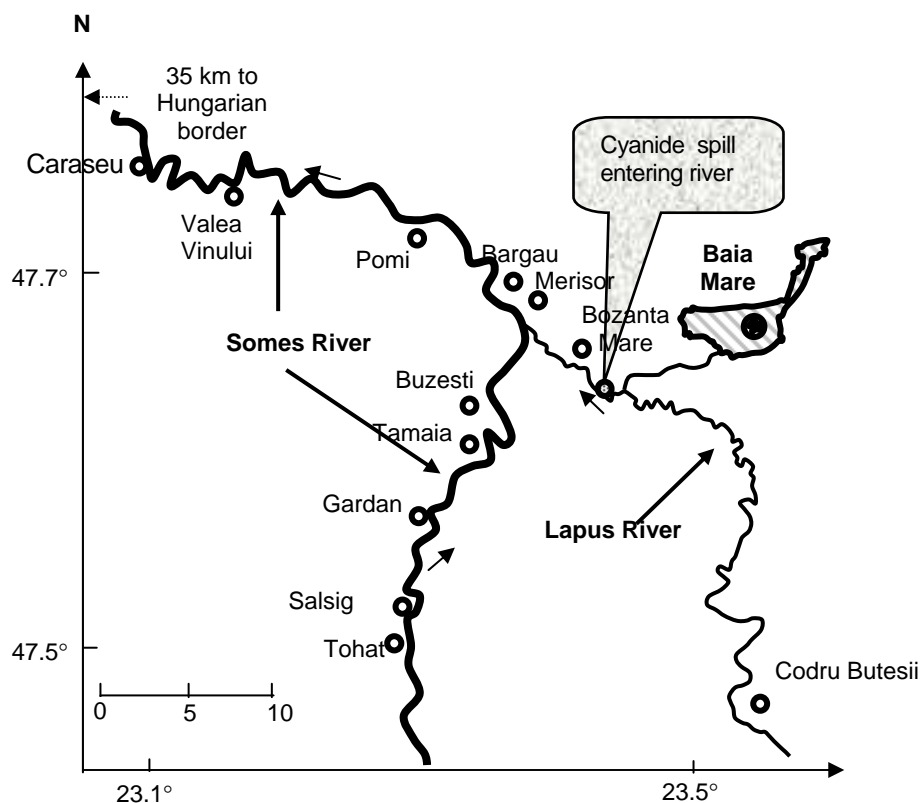 N
35 km to
Hungarian
border
Cyanide spill
entering river
Caraseu
Valea
Vinului
Pomi
Bargau
Merisor
Baia
Mare
47.7°
Bozanta
Mare
Somes River
Buzesti
Tamaia
Gardan
Lapus River
Salsig
47.5°
Tohat
Codru Butesii
0 5 10
23.1° 23.5°